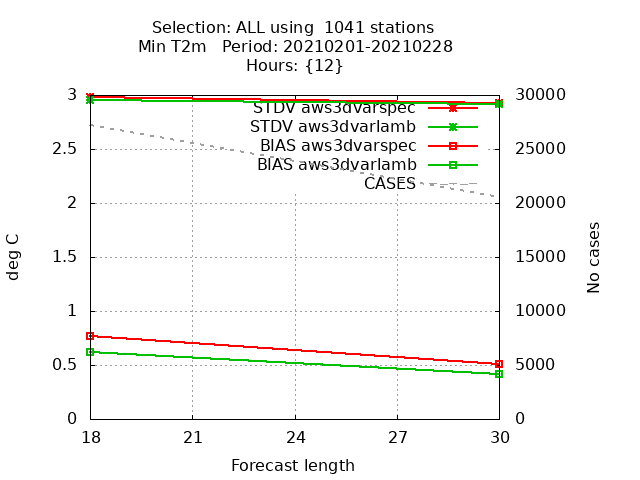 Selection: ALL using  1041 stations
Min T2m   Period: 20210201-20210228
Hours: {12}
3 30000
STDV aws3dvarspec
STDV aws3dvarlamb
2.5 BIAS aws3dvarspec 25000
BIAS aws3dvarlamb
CASES
2 20000
deg C
No cases
1.5 15000
1 10000
0.5 5000
0 0
18 21 24 27 30
Forecast length